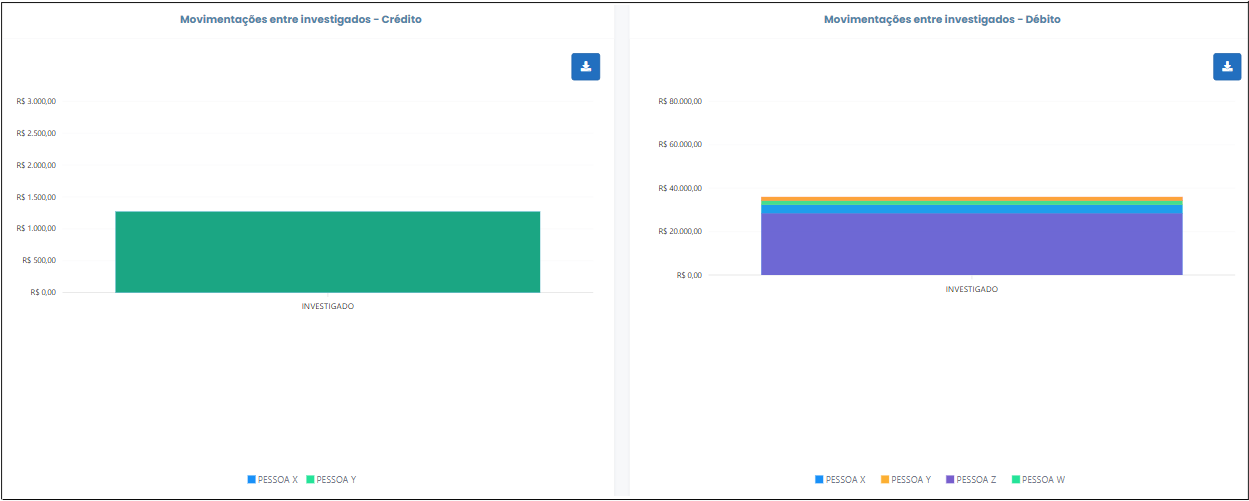 Movimentações entre investigados - Crédito
R$ 3.000,00
R$ 2.500,00
R$ 2.000,00
R$ 1.500,00
R$ 1.000,00
R$ 500,00
R$ 0,00
INVESTIGADO
PESSOA X PESSOA Y
Movimentações entre investigados - Débito
R$ 80.000,00
R$ 60.000,00
R$ 40.000,00
R$ 20.000,00
R$ 0,00
INVESTIGADO
PESSOA X PESSOA Y PESSOA Z PESSOA W